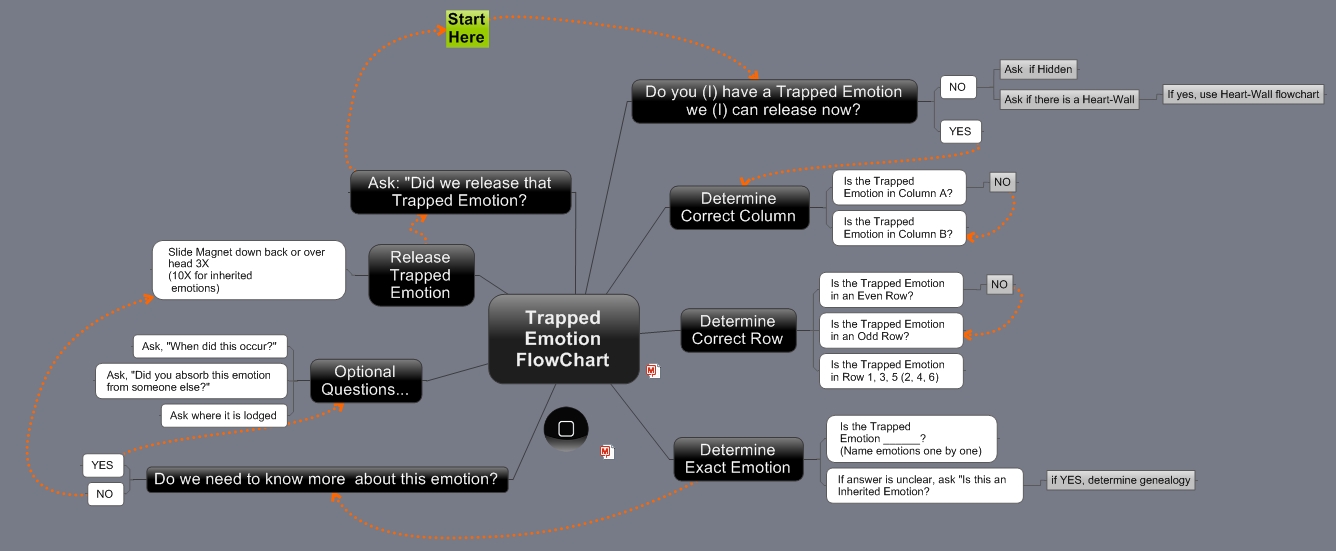 Start
Here
Do you (I) have a Trapped Emotion
we (I) can release now?
NO
Ask if Hidden
Ask if there is a Heart-Wall
If yes, use Heart-Wall flowchart
YES
Determine
Correct Column
Is the Trapped
Emotion in Column A?
NO
Is the Trapped
Emotion in Column B?
Determine
Correct Row
Is the Trapped Emotion
in an Even Row?
NO
Is the Trapped Emotion
in an Odd Row?
Is the Trapped Emotion
in Row 1, 3, 5 (2, 4, 6)
Determine
Exact Emotion
Is the Trapped
Emotion ______?
(Name emotions one by one)
If answer is unclear, ask "Is this an
Inherited Emotion?
if YES, determine genealogy
Do we need to know more about this emotion?
YES
NO
Optional
Questions...
Ask, "When did this occur?"
Ask, "Did you absorb this emotion
from someone else?"
Ask where it is lodged
Release
Trapped
Emotion
Slide Magnet down back or over
head 3X
(10X for inherited
emotions)
Ask: "Did we release that
Trapped Emotion?
Trapped
Emotion
FlowChart
M
M